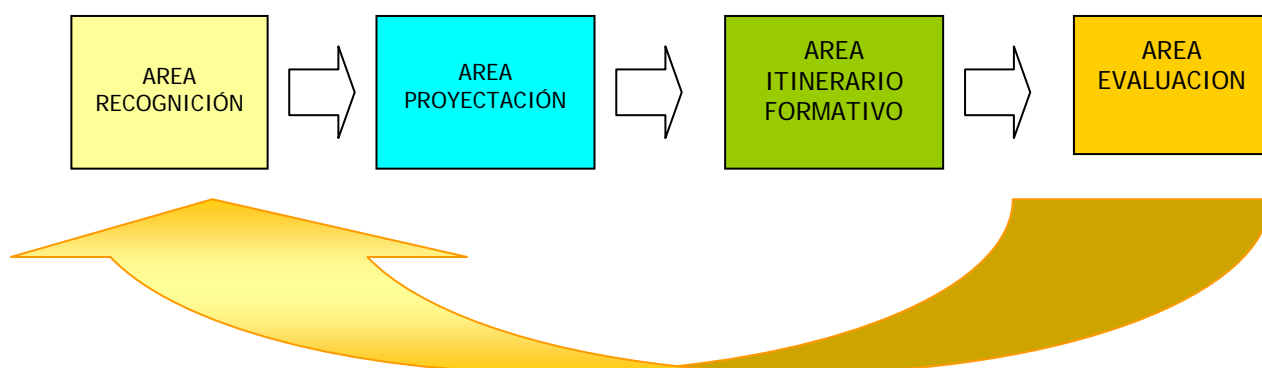 AREA
RECOGNICIÓN
AREA
PROYECTACIÓN
AREA
ITINERARIO
FORMATIVO
AREA
EVALUACION